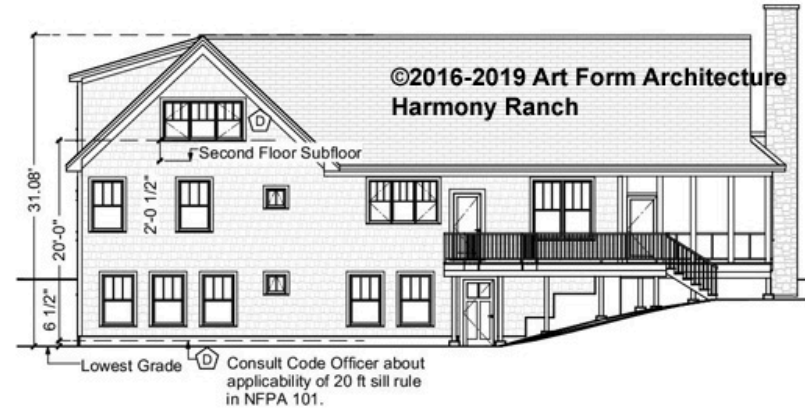 ©2016-2019 Art Form Architecture
Harmony Ranch
D
Second Floor Subfloor
31.08'
20'-0"
2'-0 1/2"
6 1/2"
Lowest Grade
D
Consult Code Officer about
applicability of 20 ft sill rule
in NFPA 101.